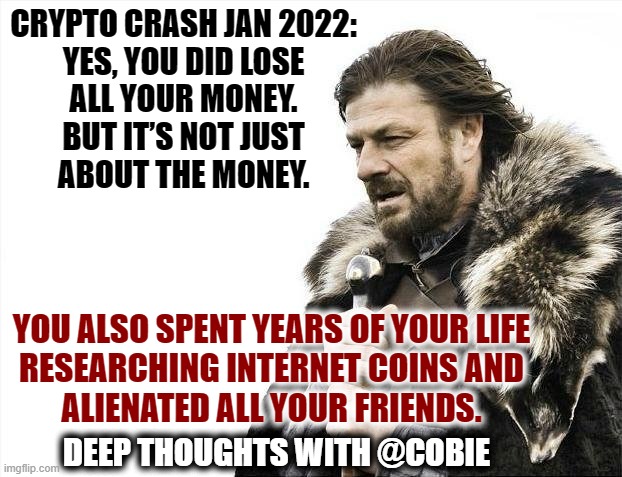 CRYPTO CRASH JAN 2022:
YES, YOU DID LOSE
ALL YOUR MONEY.
BUT IT'S NOT JUST
ABOUT THE MONEY.
YOU ALSO SPENT YEARS OF YOUR LIFE
RESEARCHING INTERNET COINS AND
ALIENATED ALL YOUR FRIENDS.
DEEP THOUGHTS WITH @COBIE
imgflip.com